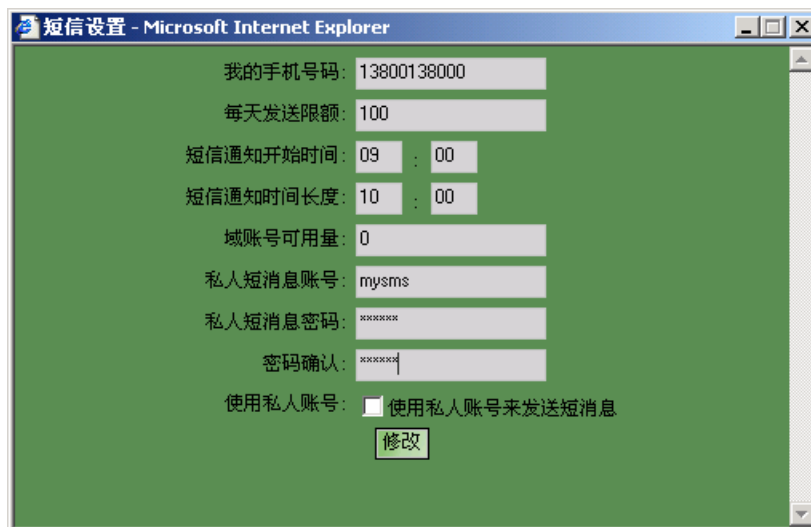 短信设置 - Microsoft Internet Explorer
我的手机号码: 13800138000
每天发送限额: 100
短信通知开始时间: 09 : 00
短信通知时间长度: 10 : 00
域账号可用量: 0
私人短消息账号: mysms
私人短消息密码: ******
密码确认: ******
使用私人账号: 使用私人账号来发送短消息
修改